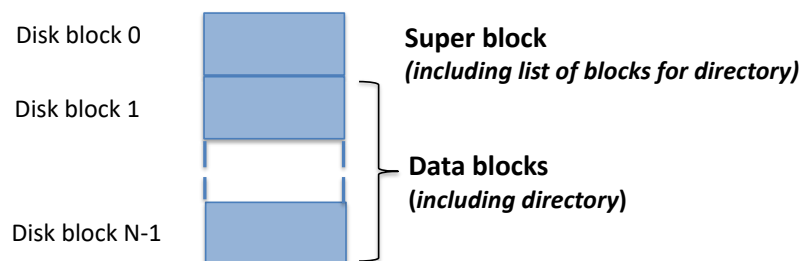 Disk block 0
Super block
(including list of blocks for directory)
Disk block 1
Data blocks
(including directory)
Disk block N-1